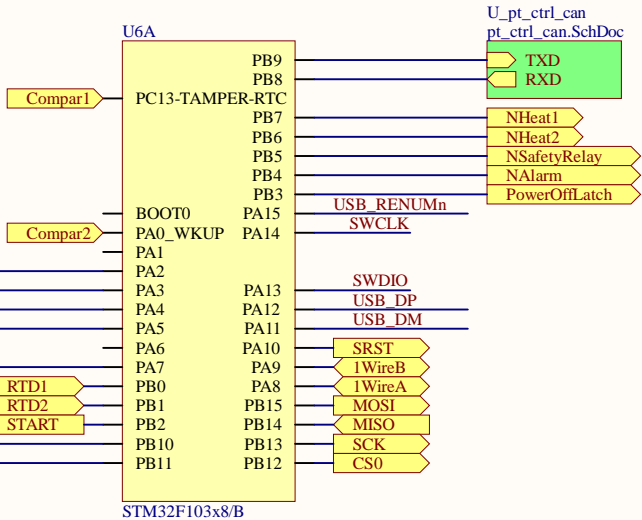 U_pt_ctrl_can
pt_ctrl_can.SchDoc
U6A
PB9 TXD
PB8 RXD
Compar1 PC13-TAMPER-RTC
PB7 NHeat1
PB6 NHeat2
PB5 NSafetyRelay
PB4 NAlarm
PB3 PowerOffLatch
BOOT0 PA15 USB_RENUMn
Compar2 PA0_WKUP PA14 SWCLK
PA1
PA2
PA3 PA13 SWDIO
PA4 PA12 USB_DP
PA5 PA11 USB_DM
PA6 PA10 SRST
PA7 PA9 1WireB
RTD1 PB0 PA8 1WireA
RTD2 PB1 PB15 MOSI
START PB2 PB14 MISO
PB10 PB13 SCK
PB11 PB12 CS0
STM32F103x8/B